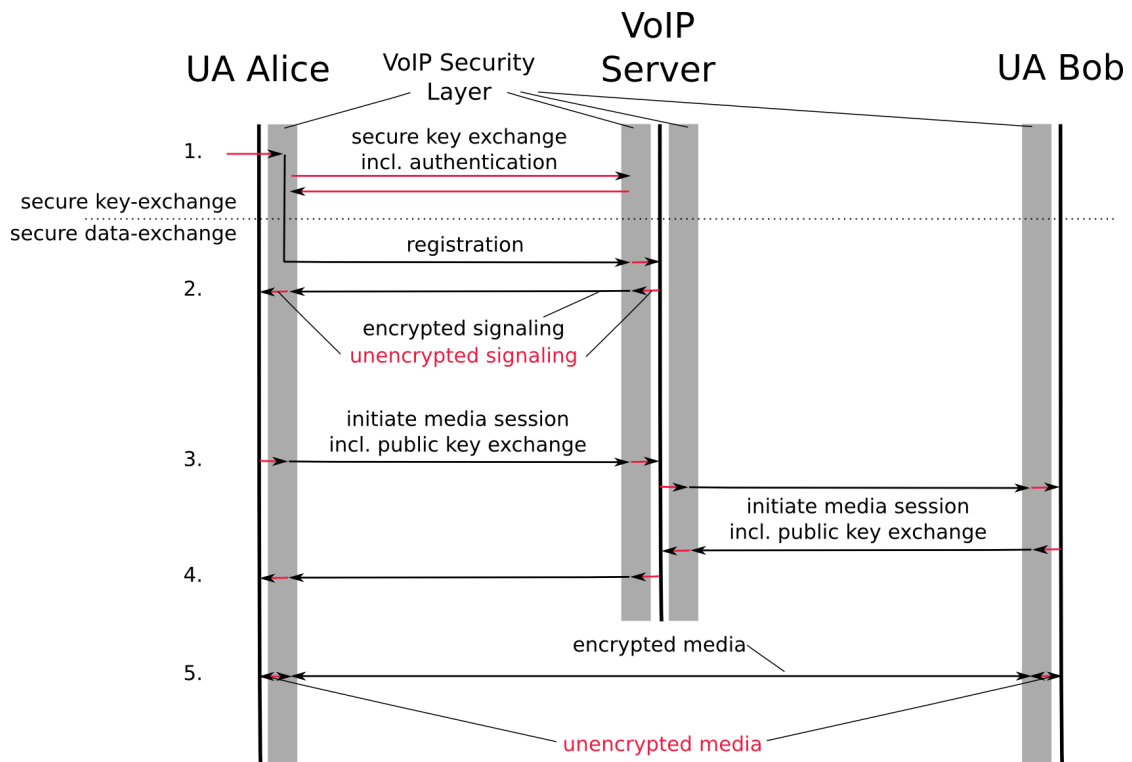 UA Alice
VoIP Security
Layer
VoIP
Server
UA Bob
1.
secure key exchange
incl. authentication
secure key-exchange
secure data-exchange
registration
2.
encrypted signaling
unencrypted signaling
initiate media session
incl. public key exchange
3.
initiate media session
incl. public key exchange
4.
encrypted media
5.
unencrypted media